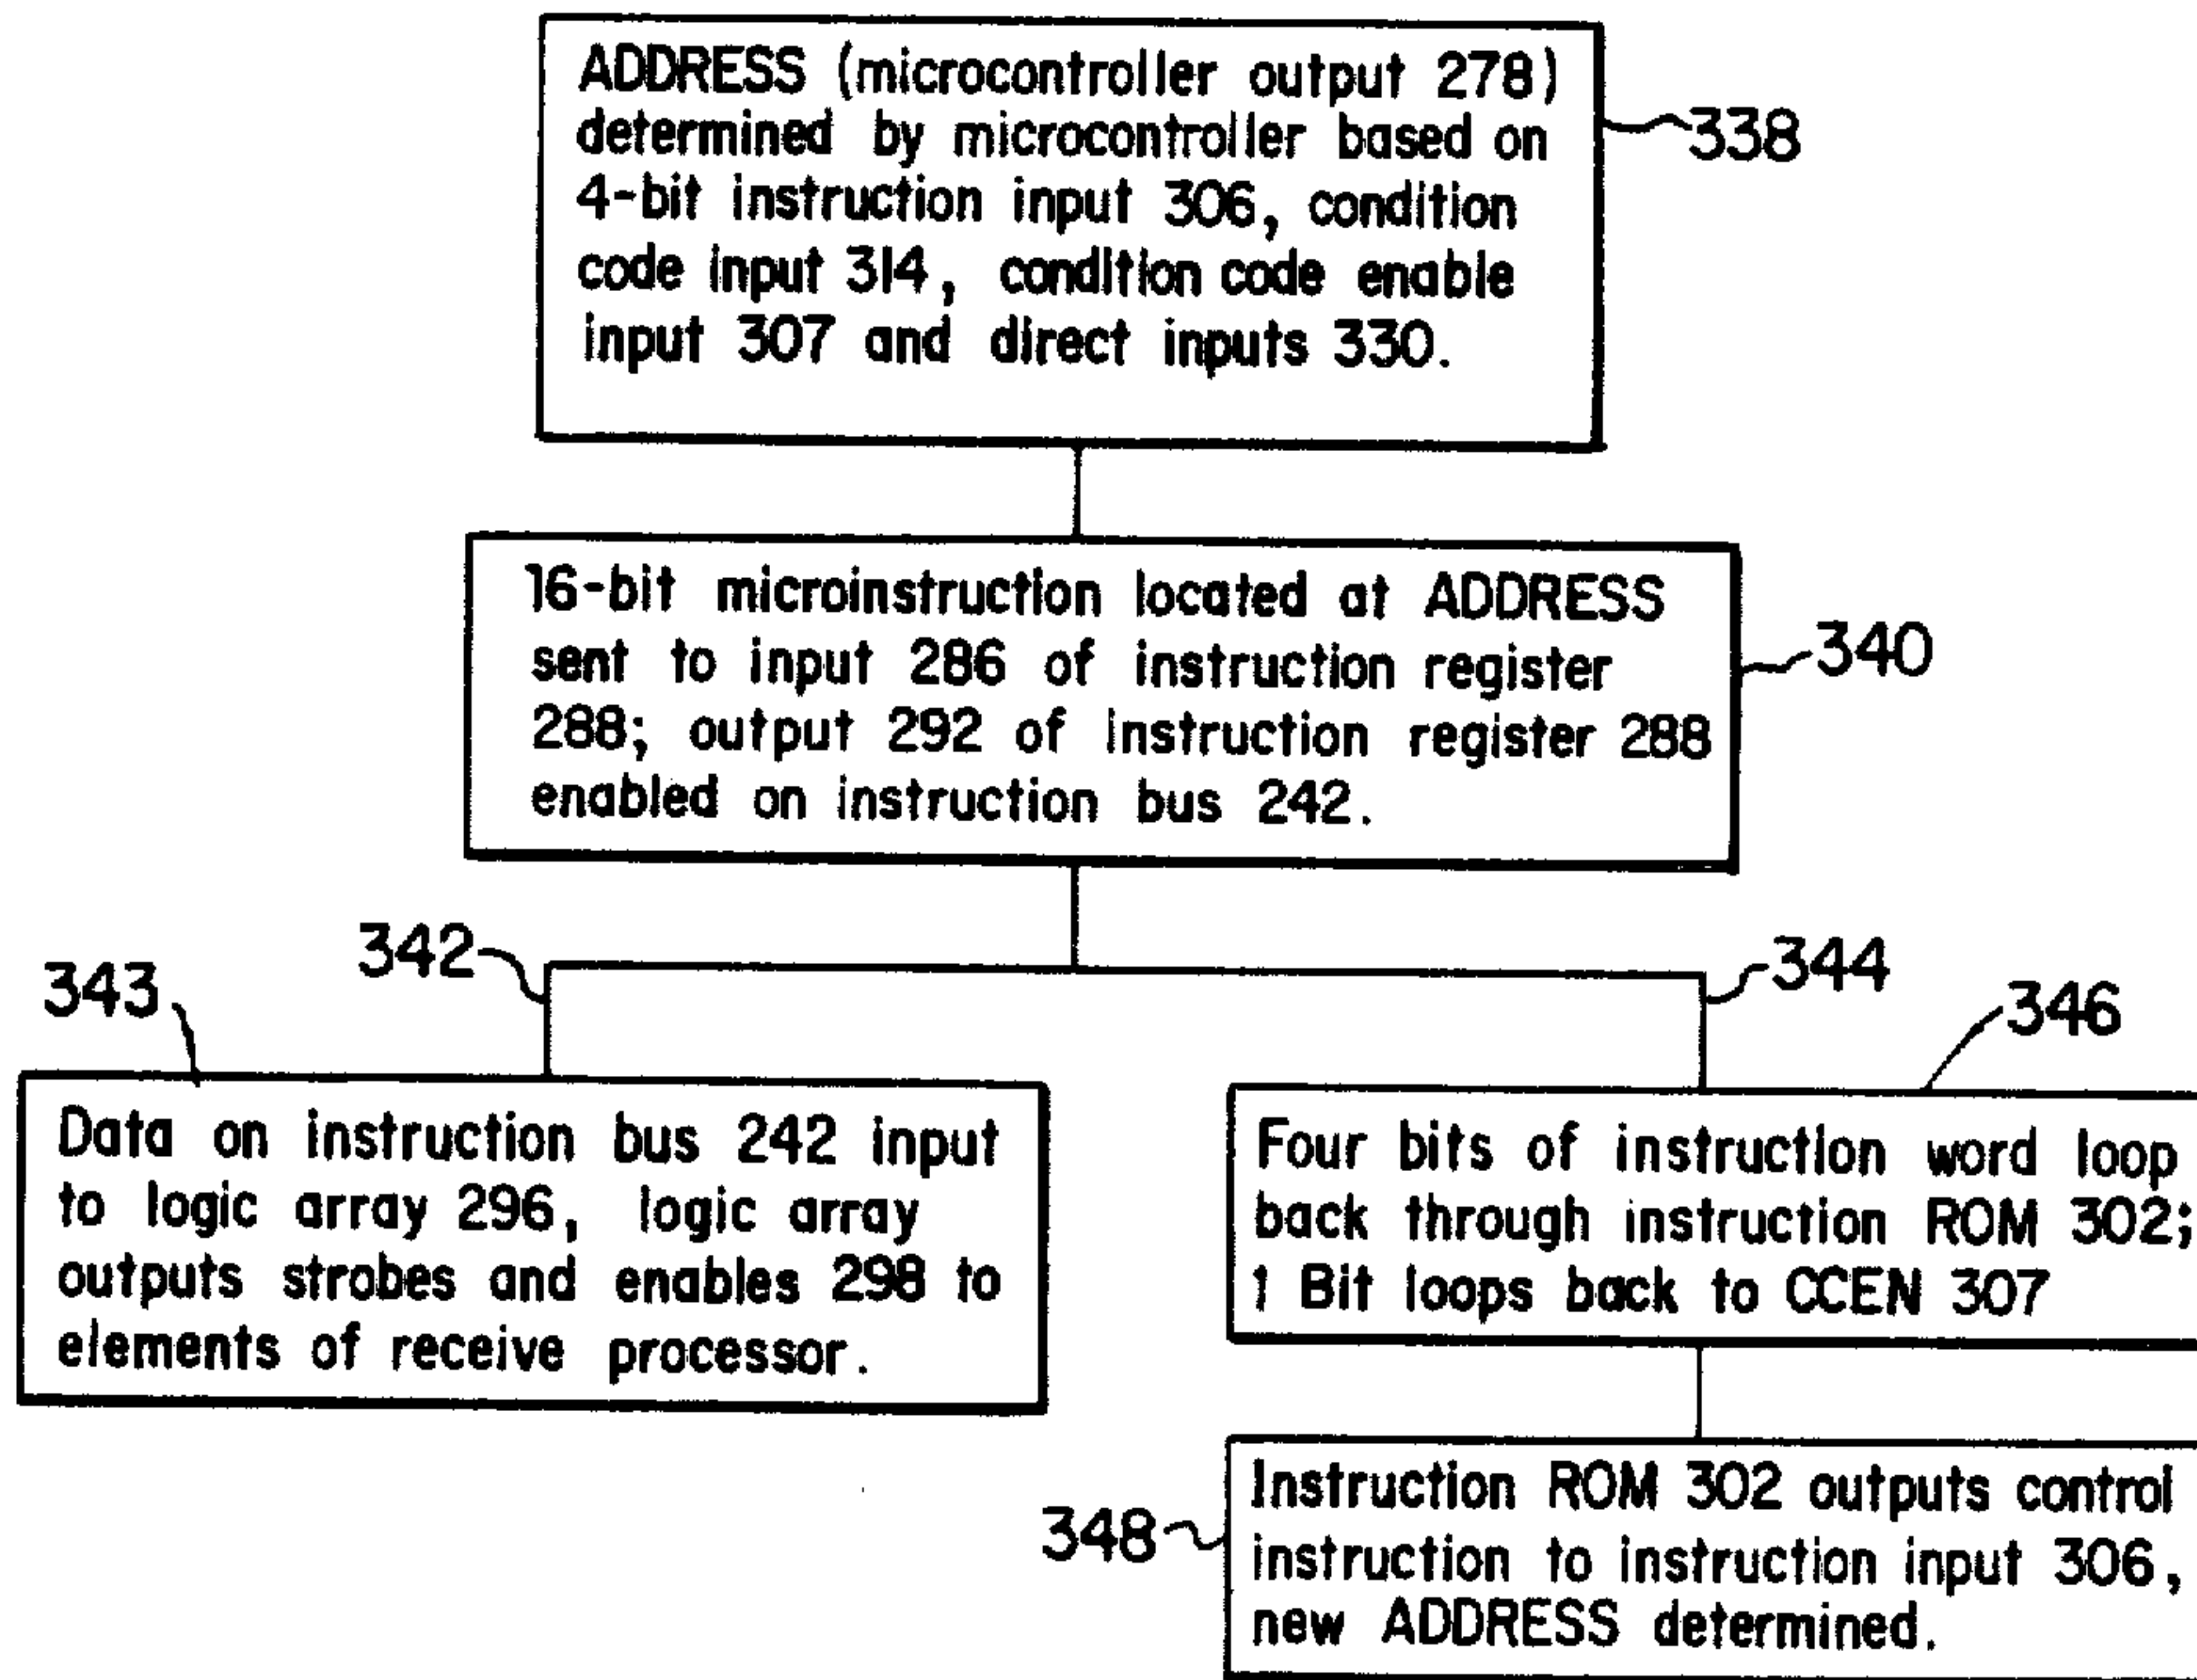 ADDRESS (microcontroller output 278)
determined by microcontroller based on
4-bit instruction input 306, condition
code input 314, condition code enable
input 307 and direct inputs 330.
338
16-bit microinstruction located at ADDRESS
sent to input 286 of instruction register
288; output 292 of instruction register 288
enabled on instruction bus 242.
340
342
344
343
346
Data on instruction bus 242 input
to logic array 296, logic array
outputs strobes and enables 298 to
elements of receive processor.
Four bits of instruction word loop
back through instruction ROM 302;
1 Bit loops back to CCEN 307
348
Instruction ROM 302 outputs control
instruction to instruction input 306,
new ADDRESS determined.